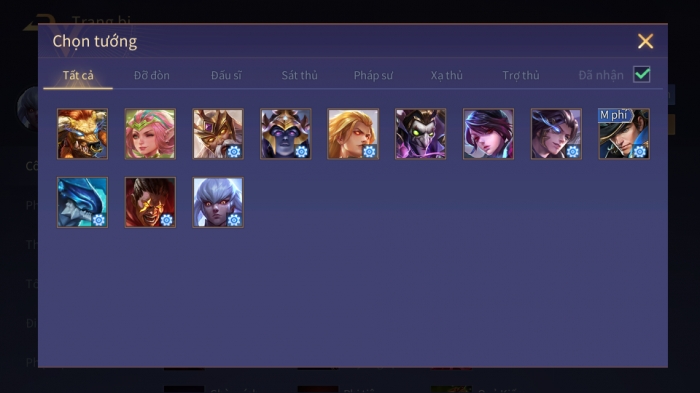 Trang bị
Chọn tướng
Tất cả
Đỡ đòn
Đấu sĩ
Sát thủ
Pháp sư
Xạ thủ
Trợ thủ
Đã nhận
M phí